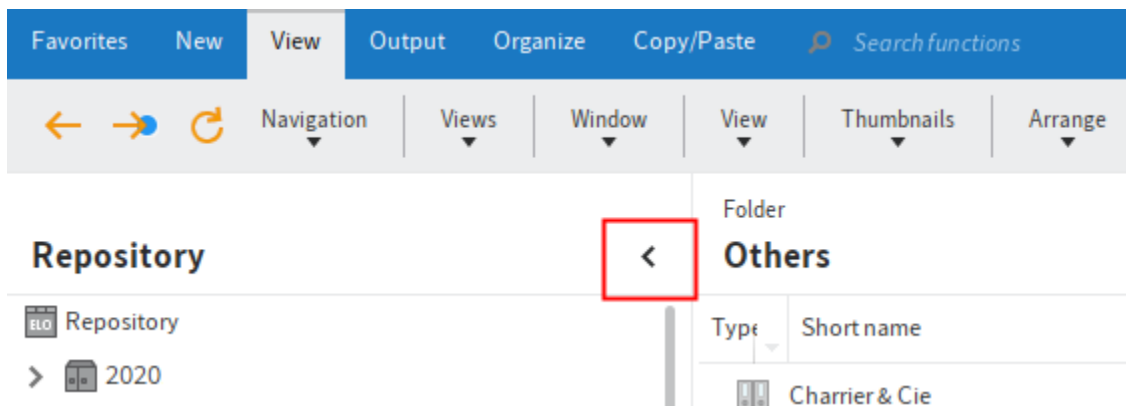 Favorites New View Output Organize Copy/Paste Search functions
Navigation Views Window View Thumbnails Arrange
Folder
Repository Others
ELO Repository Type Short name
2020
Charrier & Cie